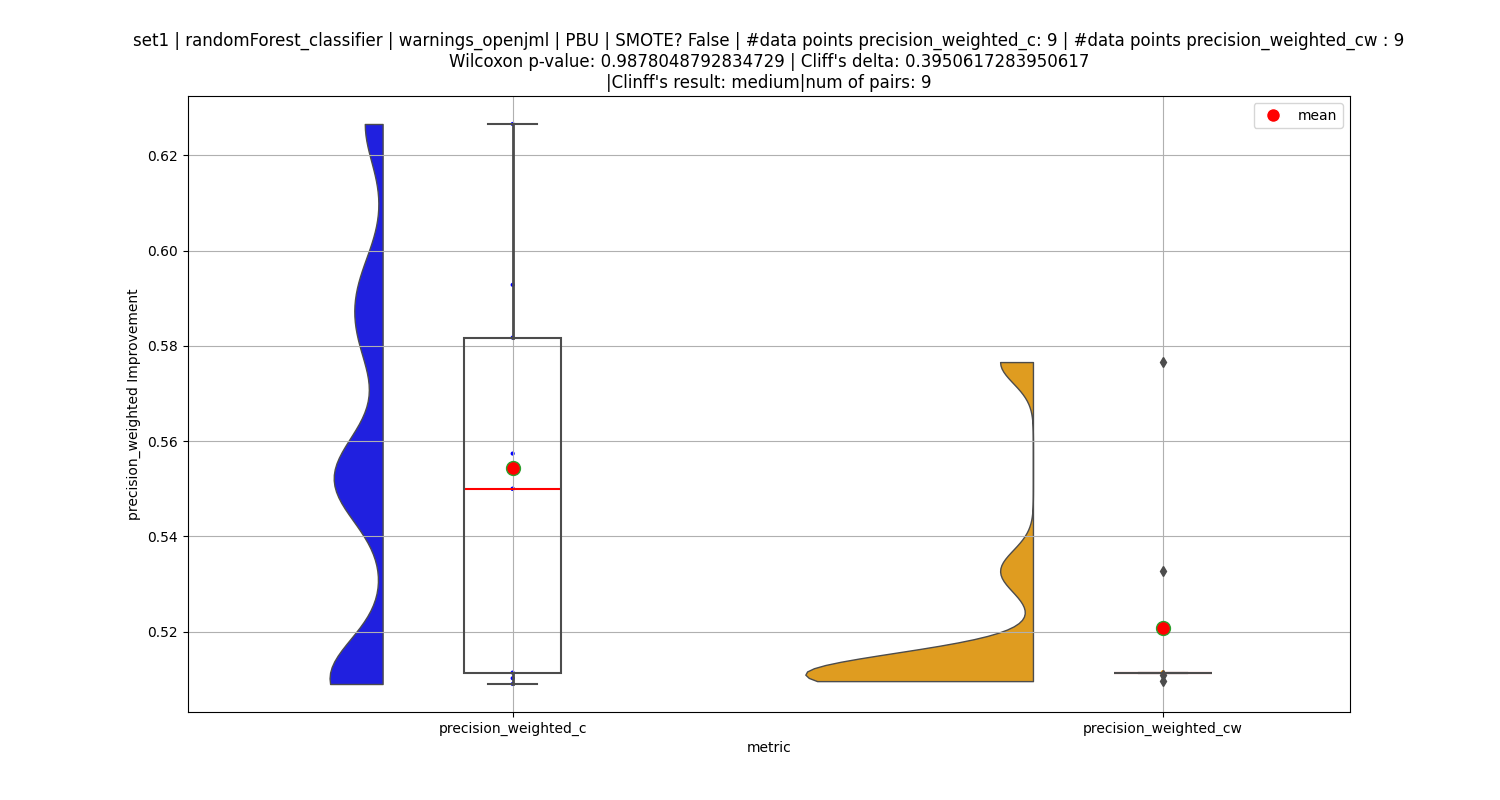 set1 | randomForest_classifier | warnings_openjml | PBU | SMOTE? False | #data points precision_weighted_c: 9 | #data points precision_weighted_cw : 9
Wilcoxon p-value: 0.9878048792834729 | Cliff's delta: 0.3950617283950617
|Clinff's result: medium|num of pairs: 9
mean
0.62
0.60
0.58
0.56
0.54
0.52
precision_weighted Improvement
precision_weighted_c
precision_weighted_cw
metric